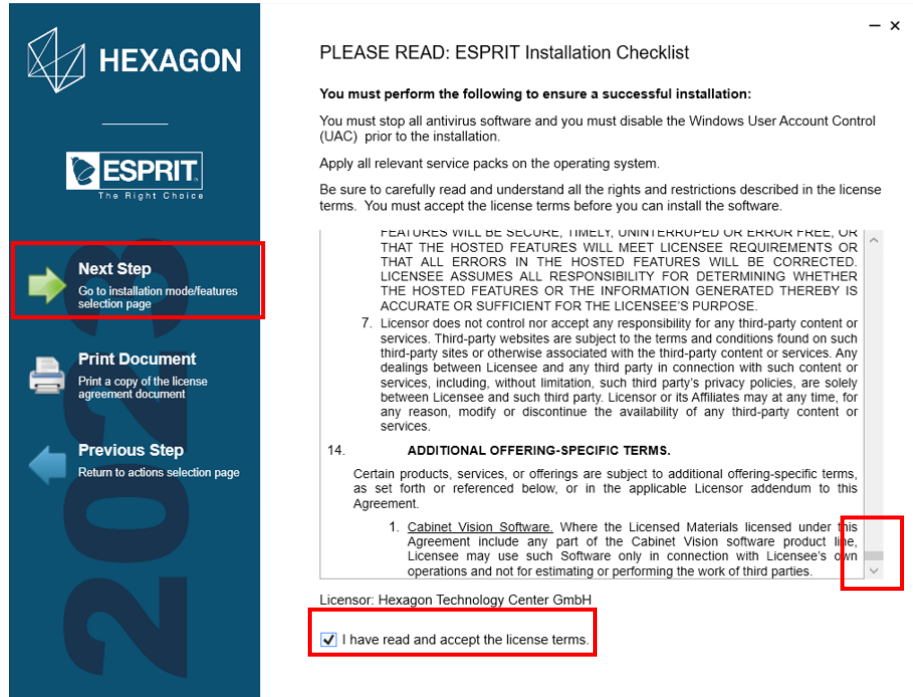 HEXAGON
ESPRIT
The Right Choice
Next Step
Go to installation mode/features
selection page
Print Document
Print a copy of the license
agreement document
Previous Step
Return to actions selection page
2023
PLEASE READ: ESPRIT Installation Checklist
You must perform the following to ensure a successful installation:
You must stop all antivirus software and you must disable the Windows User Account Control
(UAC) prior to the installation.
Apply all relevant service packs on the operating system.
Be sure to carefully read and understand all the rights and restrictions described in the license
terms. You must accept the license terms before you can install the software.
FEATURES WILL BE SECURE, TIMELY, UNINTERRUPED OR ERROR FREE, OR
THAT THE HOSTED FEATURES WILL MEET LICENSEE REQUIREMENTS OR
THAT ALL ERRORS IN THE HOSTED FEATURES WILL BE CORRECTED.
LICENSEE ASSUMES ALL RESPONSIBILITY FOR DETERMINING WHETHER
THE HOSTED FEATURES OR THE INFORMATION GENERATED THEREBY IS
ACCURATE OR SUFFICIENT FOR THE LICENSEE'S PURPOSE.
7. Licensor does not control nor accept any responsibility for any third-party content or
services. Third-party websites are subject to the terms and conditions found on such
third-party sites or otherwise associated with the third-party content or services. Any
dealings between Licensee and any third party in connection with such content or
services, including, without limitation, such third party's privacy policies, are solely
between Licensee and such third party. Licensor or its Affiliates may at any time, for
any reason, modify or discontinue the availability of any third-party content or
services.
14. ADDITIONAL OFFERING-SPECIFIC TERMS.
Certain products, services, or offerings are subject to additional offering-specific terms,
as set forth or referenced below, or in the applicable Licensor addendum to this
Agreement.
1. Cabinet Vision Software. Where the Licensed Materials licensed under this
Agreement include any part of the Cabinet Vision software product line,
Licensee may use such Software only in connection with Licensee's own
operations and not for estimating or performing the work of third parties.
Licensor: Hexagon Technology Center GmbH
I have read and accept the license terms.